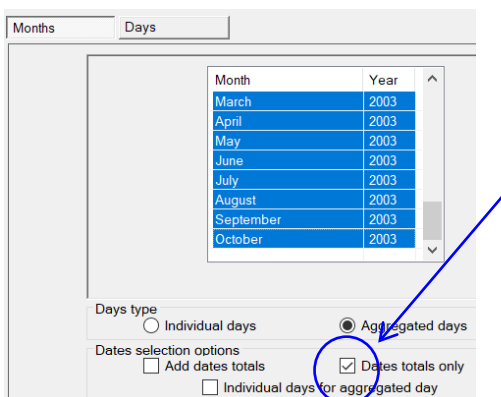 Months Days
Month Year
March 2003
April 2003
May 2003
June 2003
July 2003
August 2003
September 2003
October 2003
Days type
Individual days Aggregated days
Dates selection options
Add dates totals Dates totals only
Individual days for aggregated day